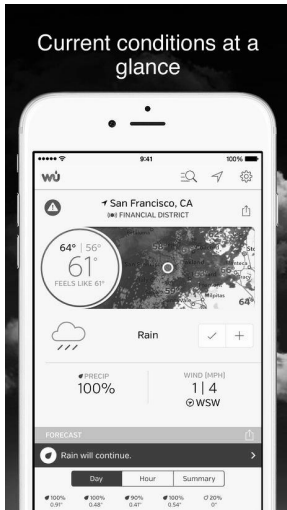 Current conditions at a
glance
9:41
100%
wu
San Francisco, CA
FINANCIAL DISTRICT
64° | 56°
61°
FEELS LIKE 61°
Milpitas
64°
Rain
PRECIP
100%
WIND (MPH)
1 | 4
WSW
FORECAST
Rain will continue.
Day Hour Summary
100% 100% 90% 100% 20%
0.91" 0.48" 0.41" 0.54" 0"